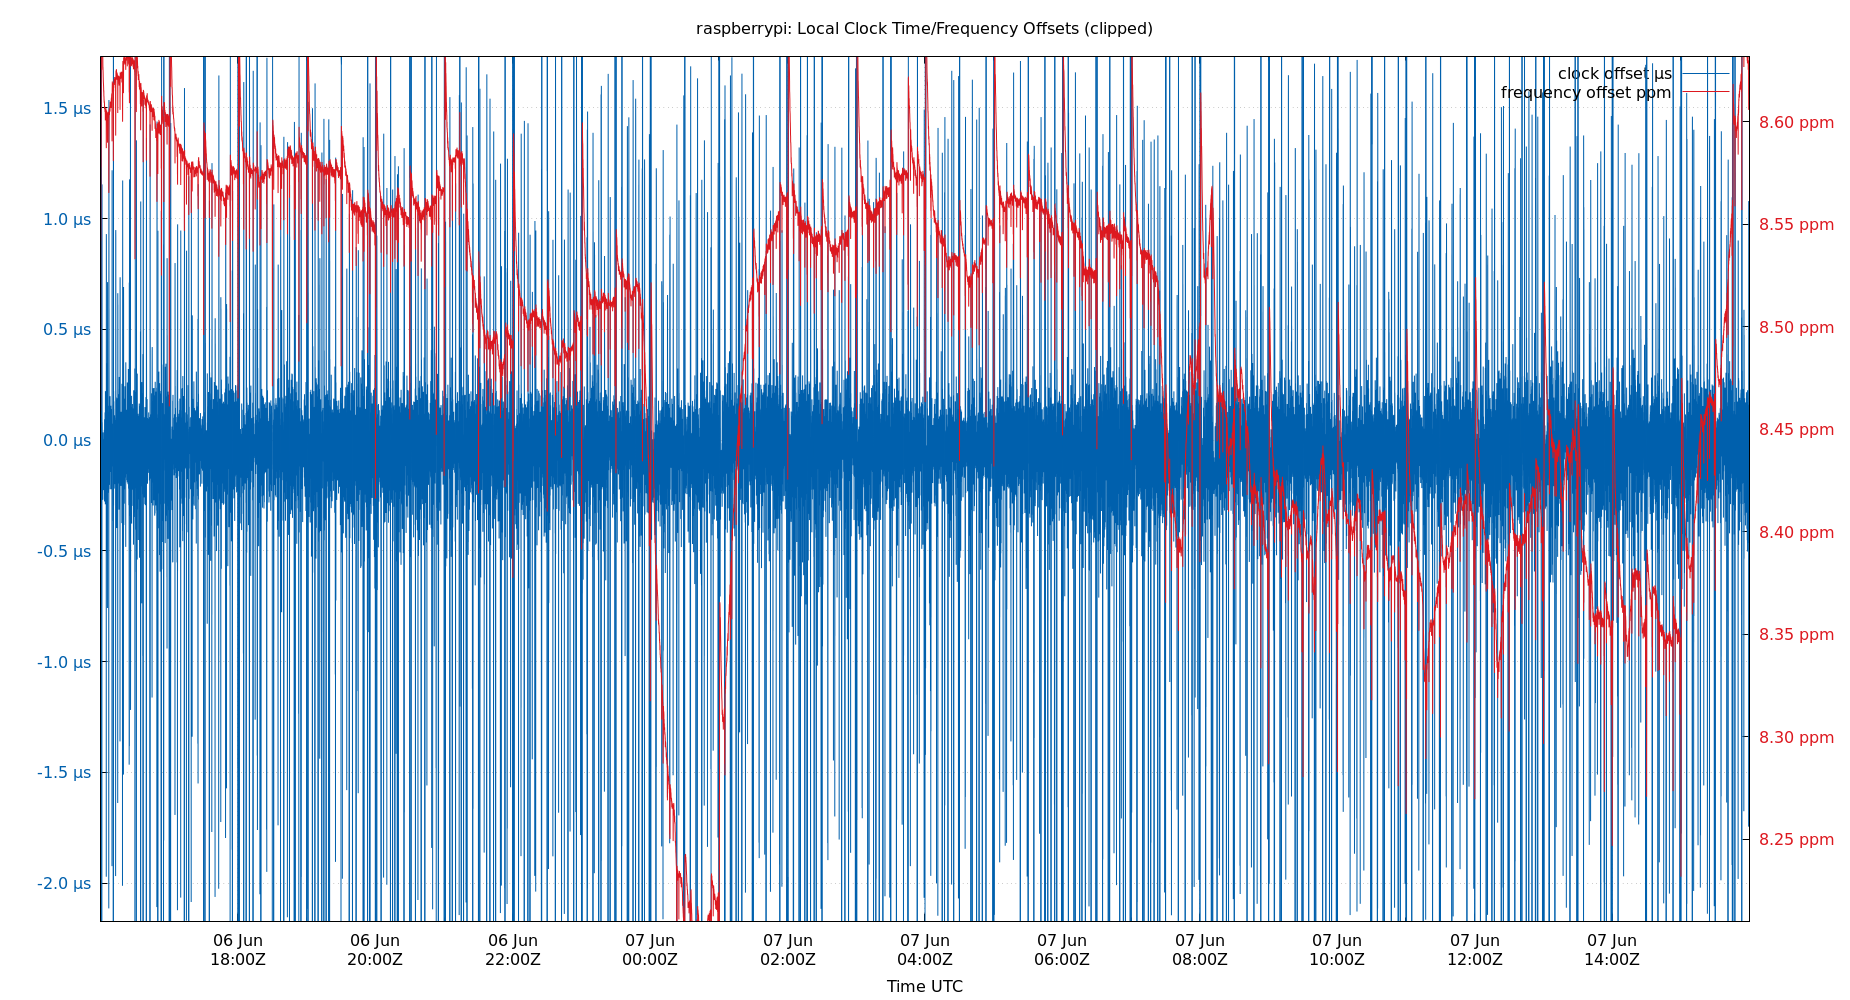 raspberrypi: Local Clock Time/Frequency Offsets (clipped)
clock offset µs
frequency offset ppm
1.5 µs
1.0 µs
0.5 µs
0.0 µs
-0.5 µs
-1.0 µs
-1.5 µs
-2.0 µs
8.60 ppm
8.55 ppm
8.50 ppm
8.45 ppm
8.40 ppm
8.35 ppm
8.30 ppm
8.25 ppm
06 Jun
18:00Z
06 Jun
20:00Z
06 Jun
22:00Z
07 Jun
00:00Z
07 Jun
02:00Z
07 Jun
04:00Z
07 Jun
06:00Z
07 Jun
08:00Z
07 Jun
10:00Z
07 Jun
12:00Z
07 Jun
14:00Z
Time UTC